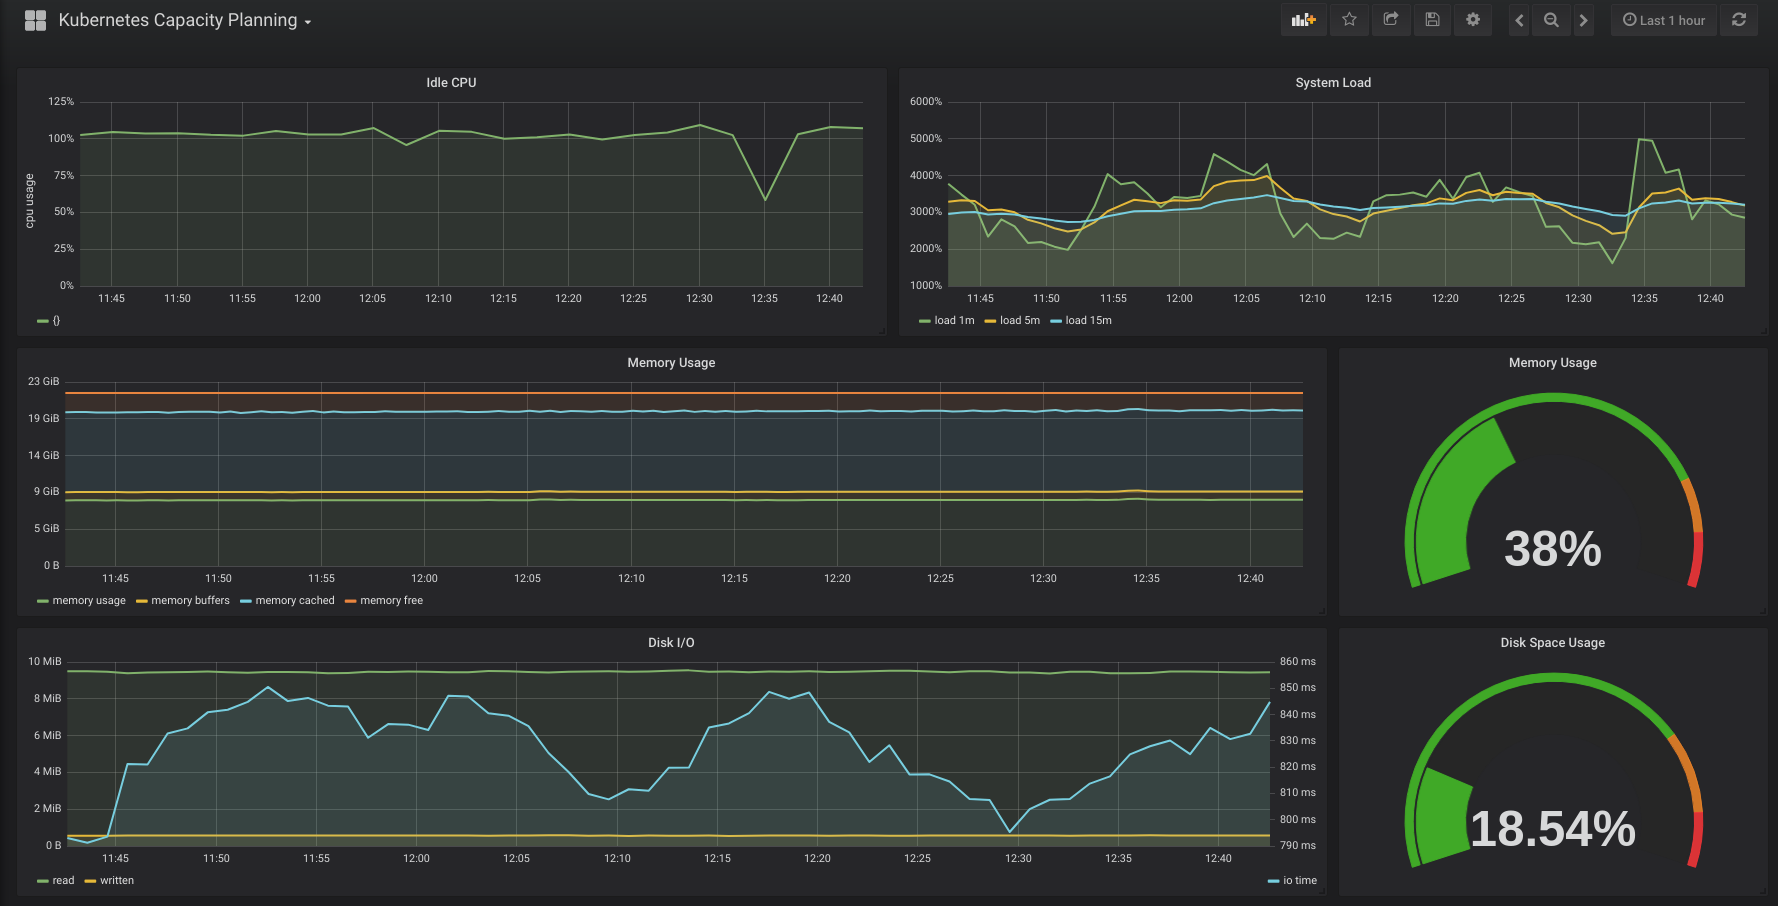 Kubernetes Capacity Planning
Last 1 hour
Idle CPU
cpu usage
125%
100%
75%
50%
25%
0%
11:45 11:50 11:55 12:00 12:05 12:10 12:15 12:20 12:25 12:30 12:35 12:40
{}
System Load
6000%
5000%
4000%
3000%
2000%
1000%
11:45 11:50 11:55 12:00 12:05 12:10 12:15 12:20 12:25 12:30 12:35 12:40
load 1m load 5m load 15m
Memory Usage
23 GiB
19 GiB
14 GiB
9 GiB
5 GiB
0 B
11:45 11:50 11:55 12:00 12:05 12:10 12:15 12:20 12:25 12:30 12:35 12:40
memory usage memory buffers memory cached memory free
Memory Usage
38%
Disk I/O
10 MiB
8 MiB
6 MiB
4 MiB
2 MiB
0 B
860 ms
850 ms
840 ms
830 ms
820 ms
810 ms
800 ms
790 ms
11:45 11:50 11:55 12:00 12:05 12:10 12:15 12:20 12:25 12:30 12:35 12:40
read written io time
Disk Space Usage
18.54%